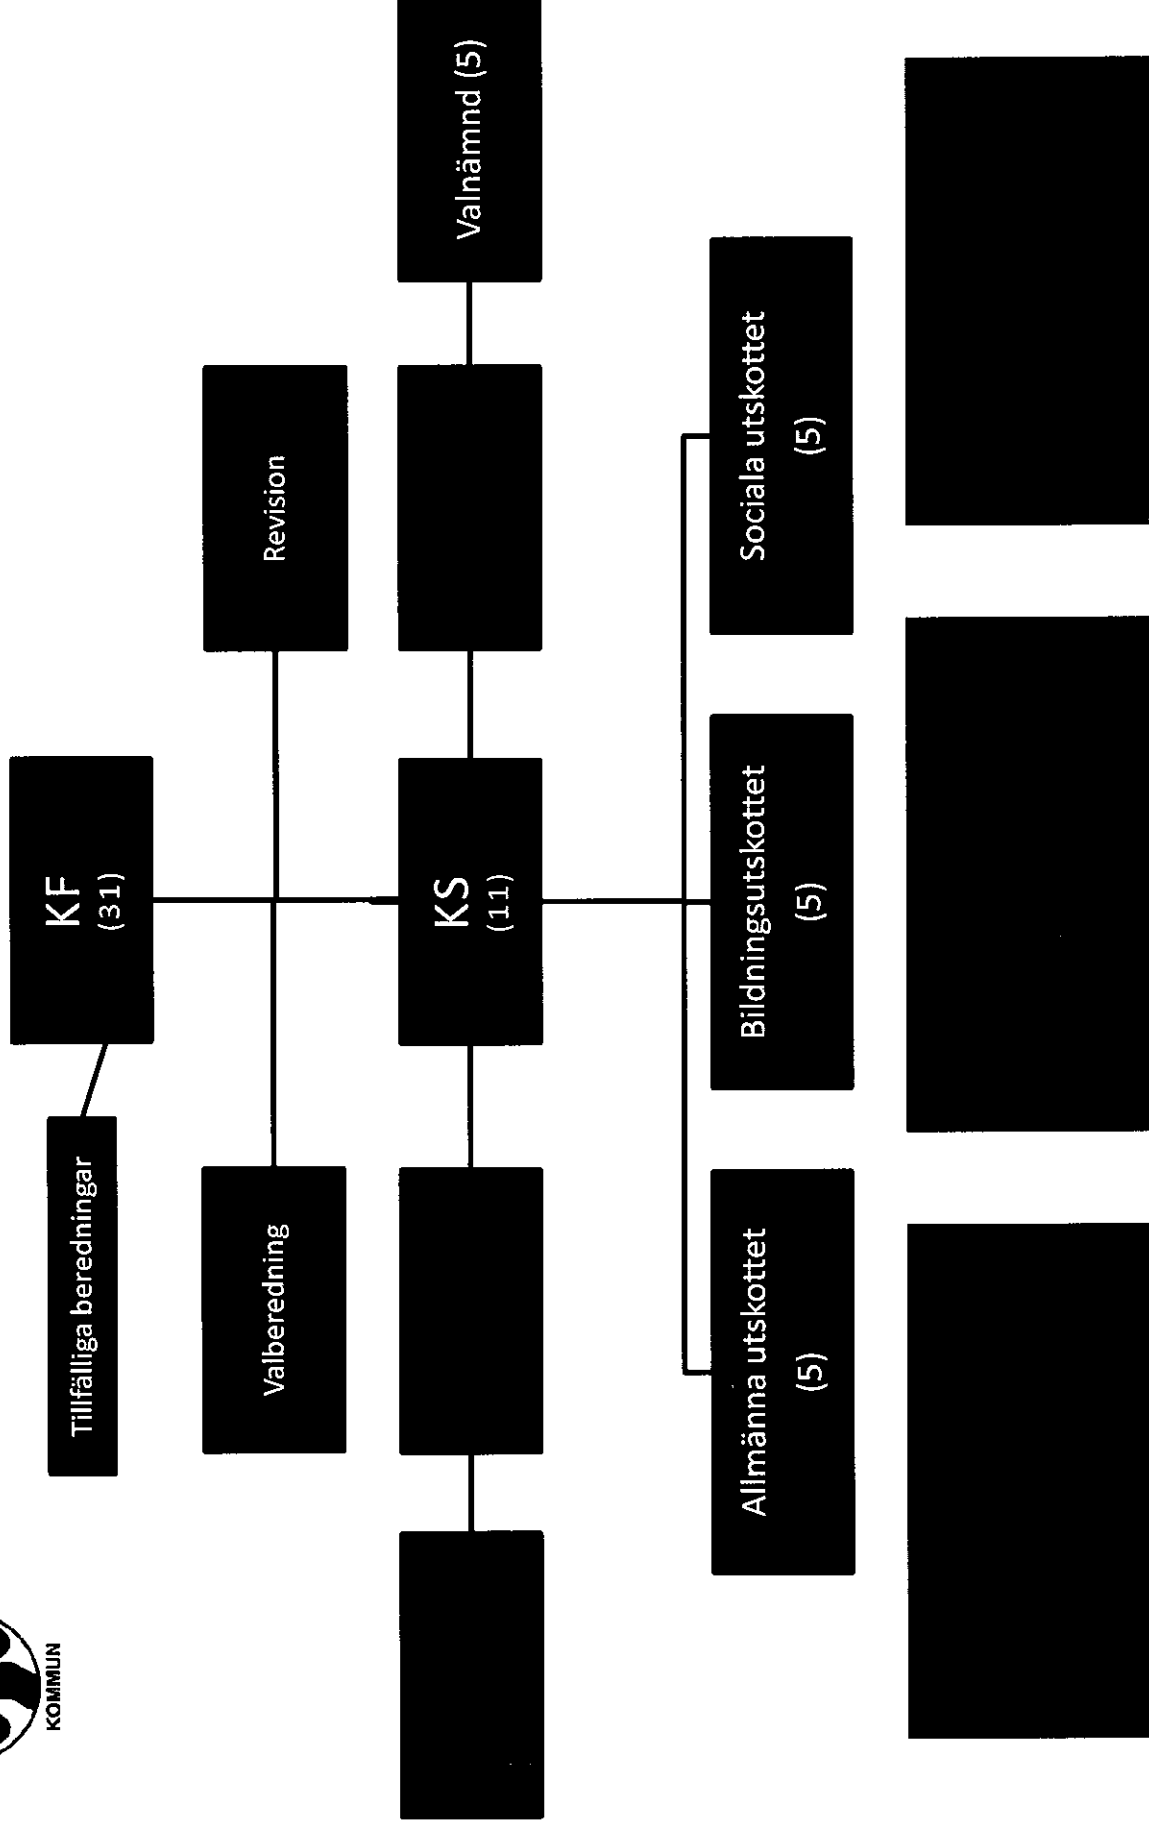 KOMMUN
KF
(31)
Tillfälliga beredningar
Valberedning
Revision
KS
(11)
Valnämnd (5)
Allmänna utskottet
(5)
Bildningsutskottet
(5)
Sociala utskottet
(5)